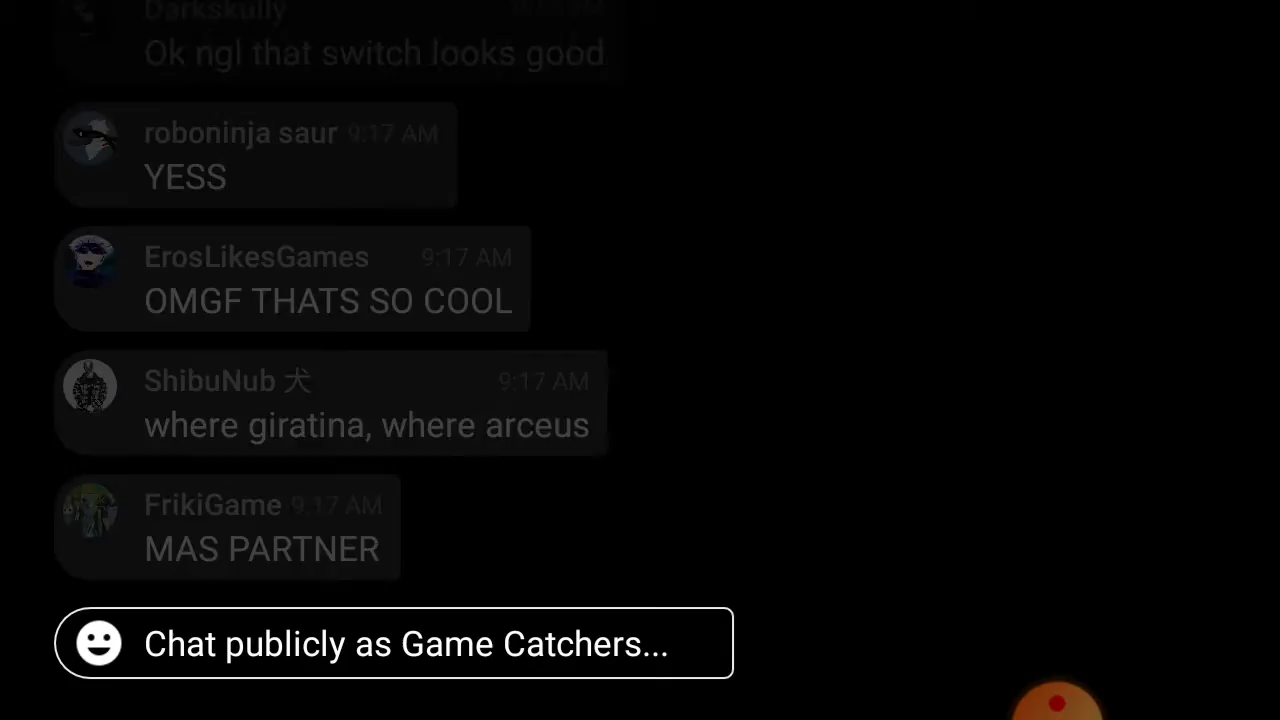 Darkskully
Ok ngl that switch looks good
roboninja saur 9:17 AM
YESS
ErosLikesGames 9:17 AM
OMGF THATS SO COOL
ShibuNub 犬 9:17 AM
where giratina, where arceus
FrikiGame 9:17 AM
MAS PARTNER
Chat publicly as Game Catchers...